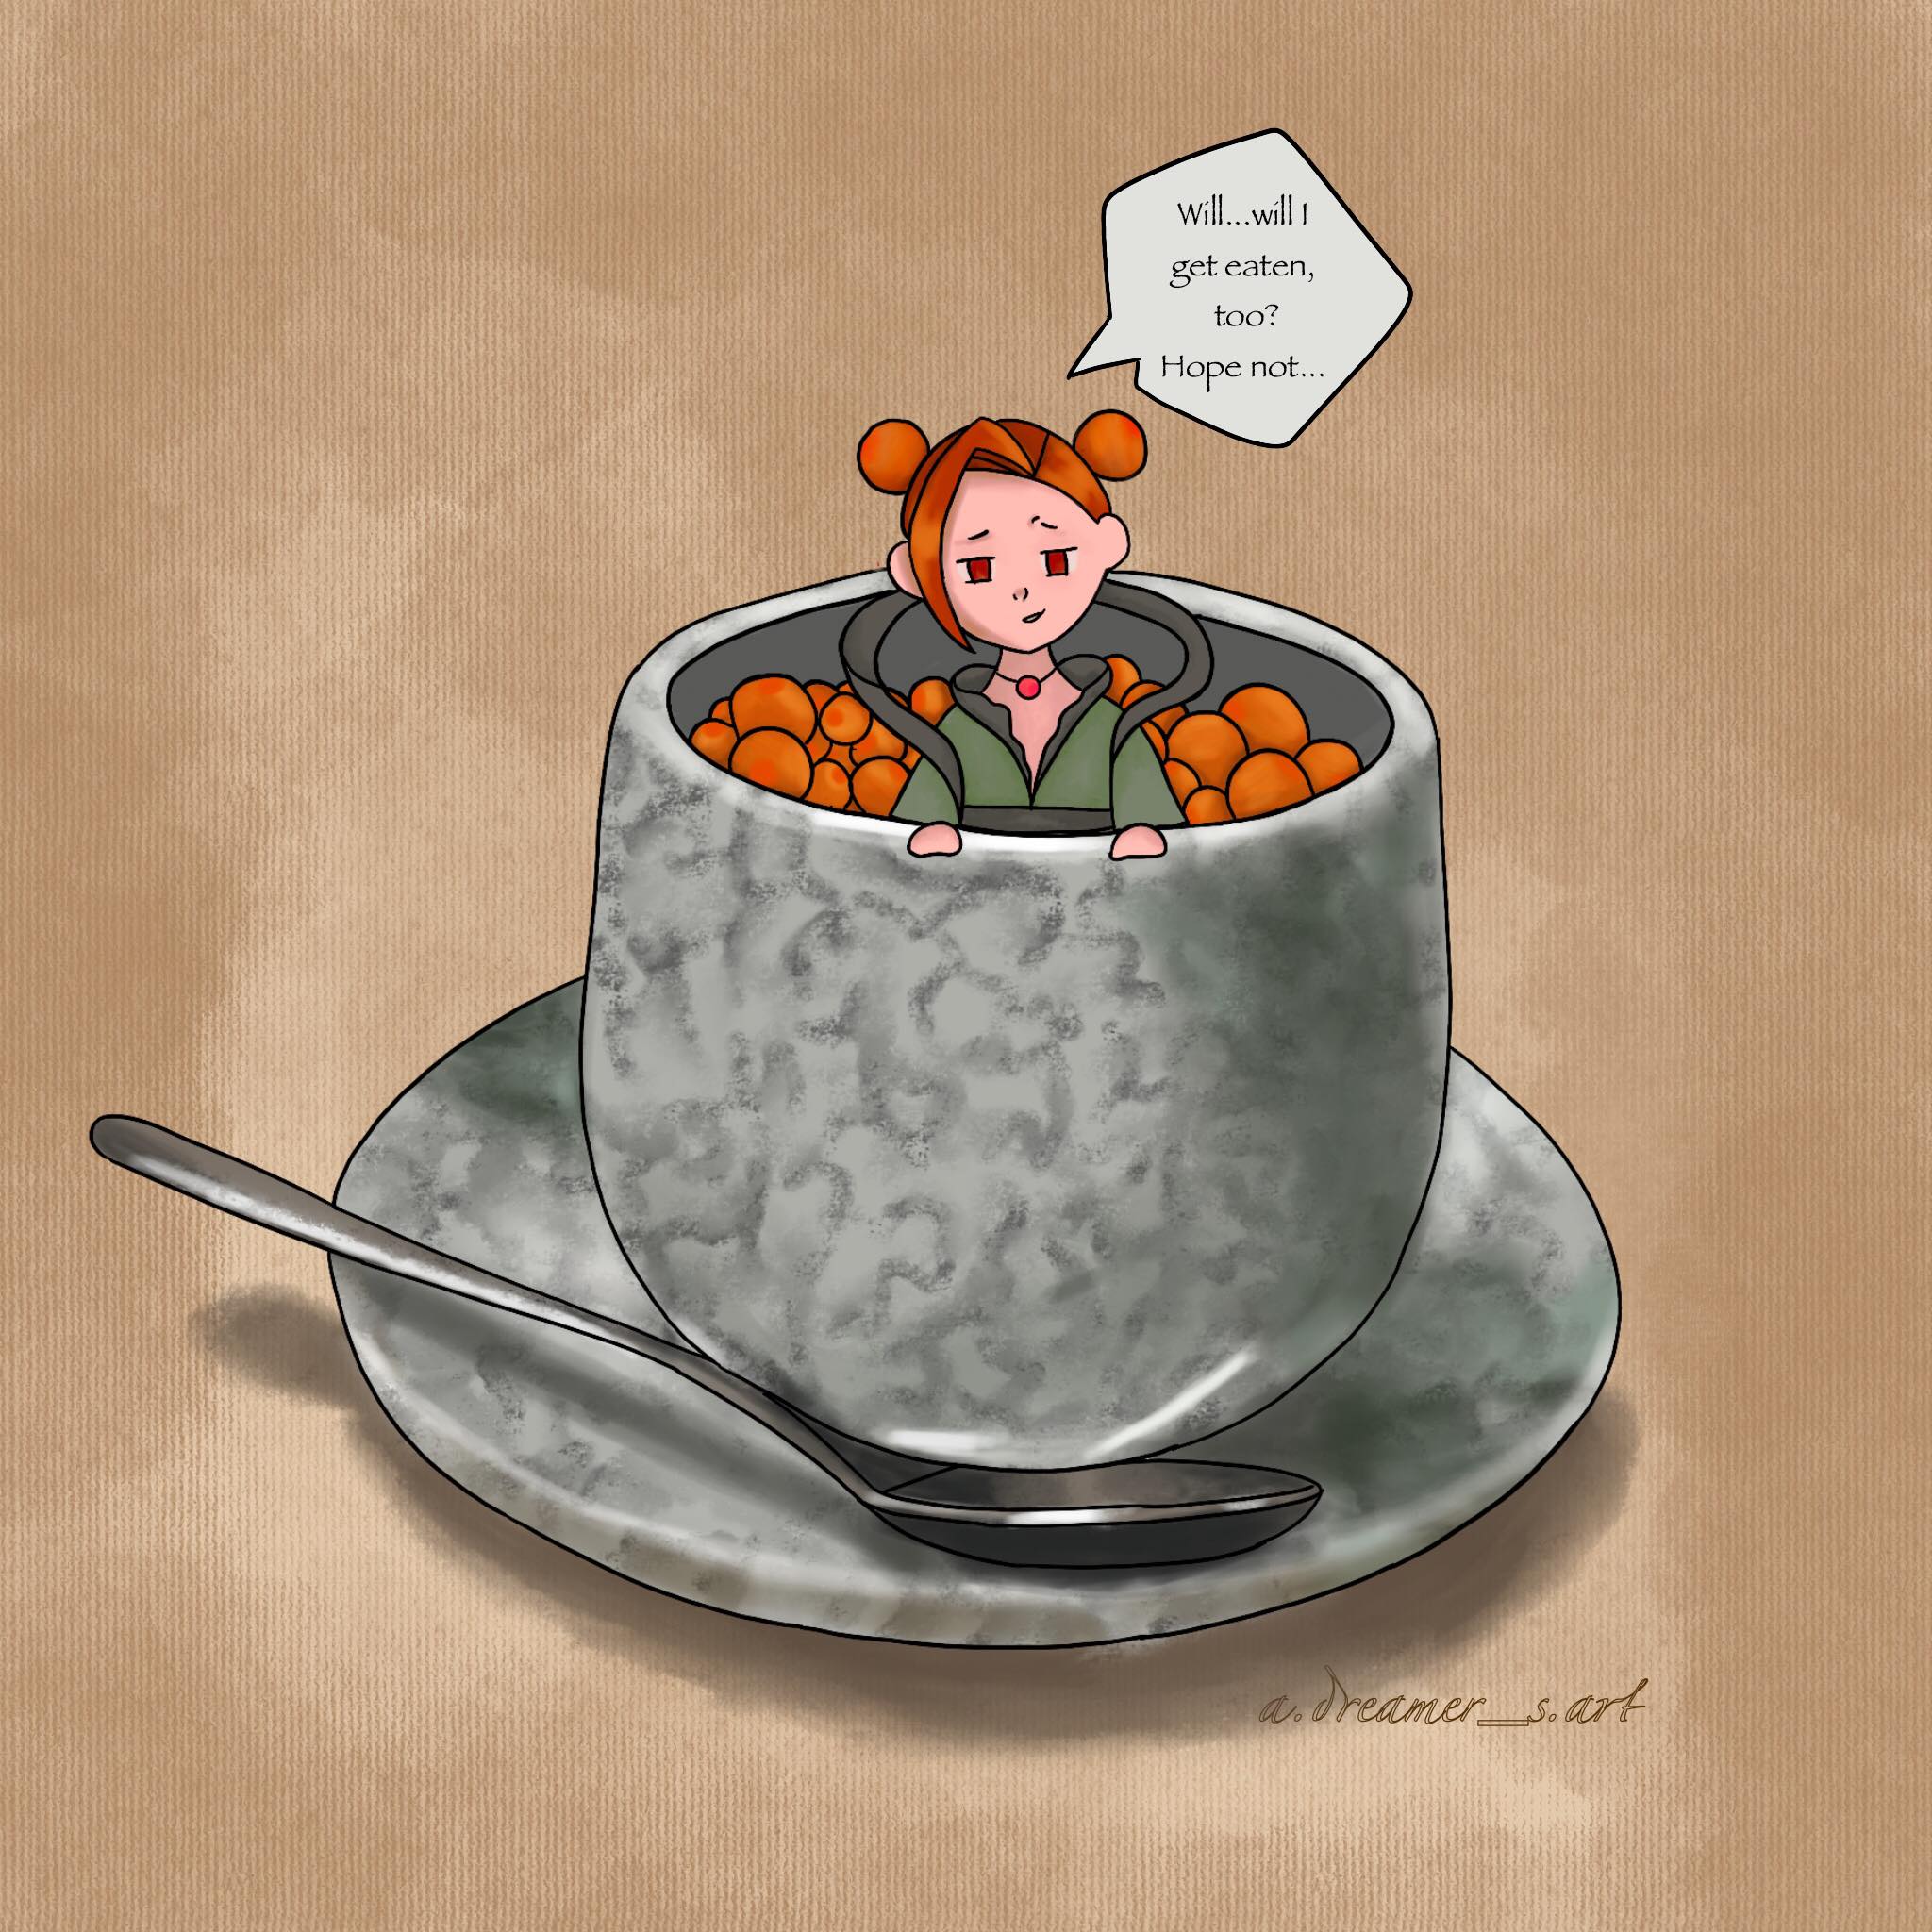 Will...will I
get eaten,
too?
Hope not...
a.dreamer__s.art